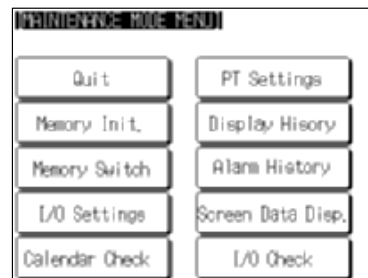 [MAINTENANCE MODE MENU]
Quit
PT Settings
Memory Init.
Display Hisory
Memory Switch
Alarm History
I/O Settings
Screen Data Disp.
Calendar Check
I/O Check